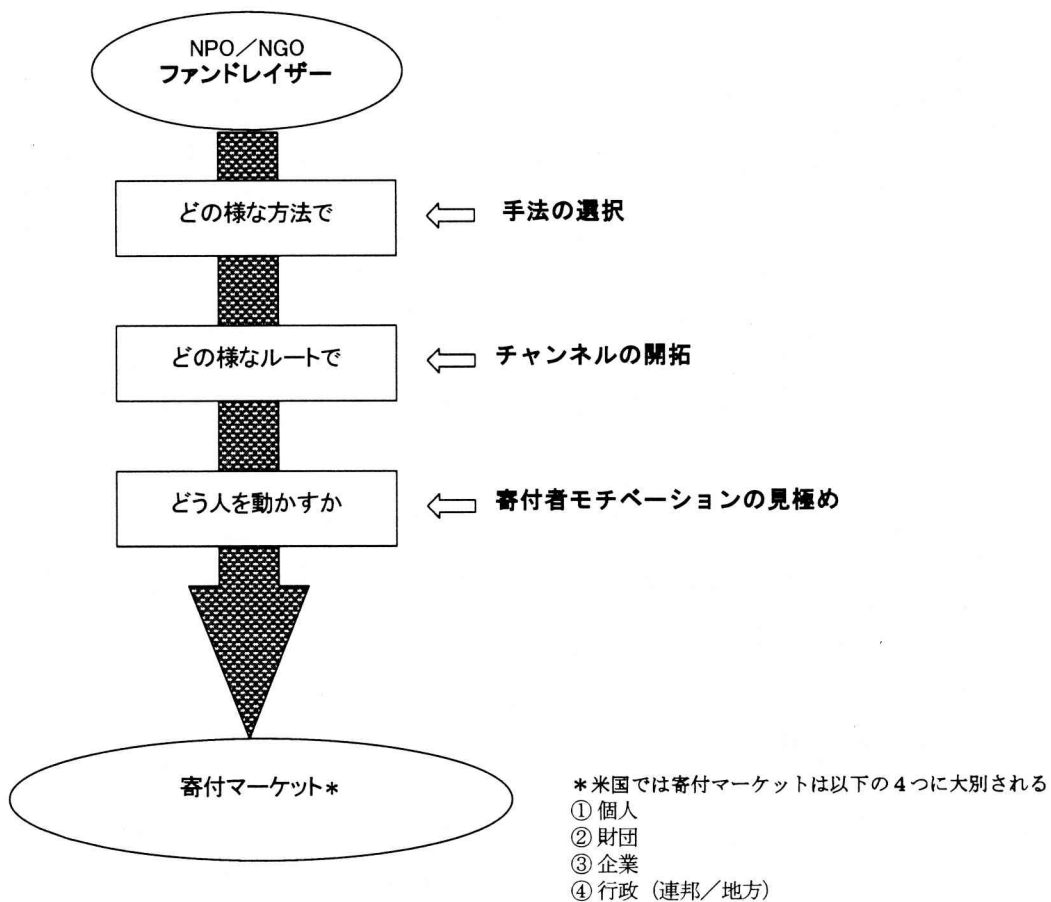 NPO／NGO
ファンドレイザー
どの様な方法で
手法の選択
どの様なルートで
チャンネルの開拓
どう人を動かすか
寄付者モチベーションの見極め
寄付マーケット＊
＊米国では寄付マーケットは以下の４つに大別される
① 個人
② 財団
③ 企業
④ 行政（連邦／地方）